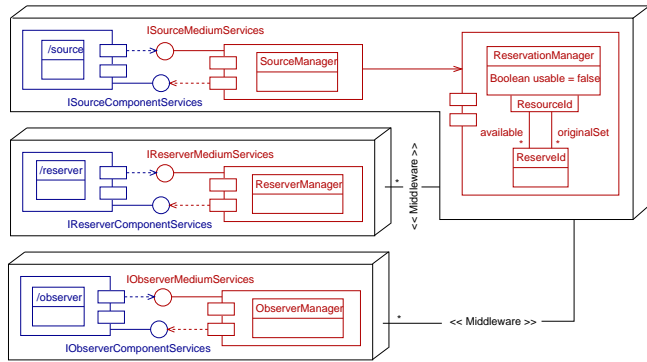 ISourceMediumServices
/source
SourceManager
ISourceComponentServices
ReservationManager
Boolean usable = false
ResourceId
available
originalSet
*
*
ReserveId
IReserverMediumServices
/reserver
ReserverManager
IReserverComponentServices
*
<< Middleware >>
IObserverMediumServices
/observer
ObserverManager
IObserverComponentServices
*
<< Middleware >>